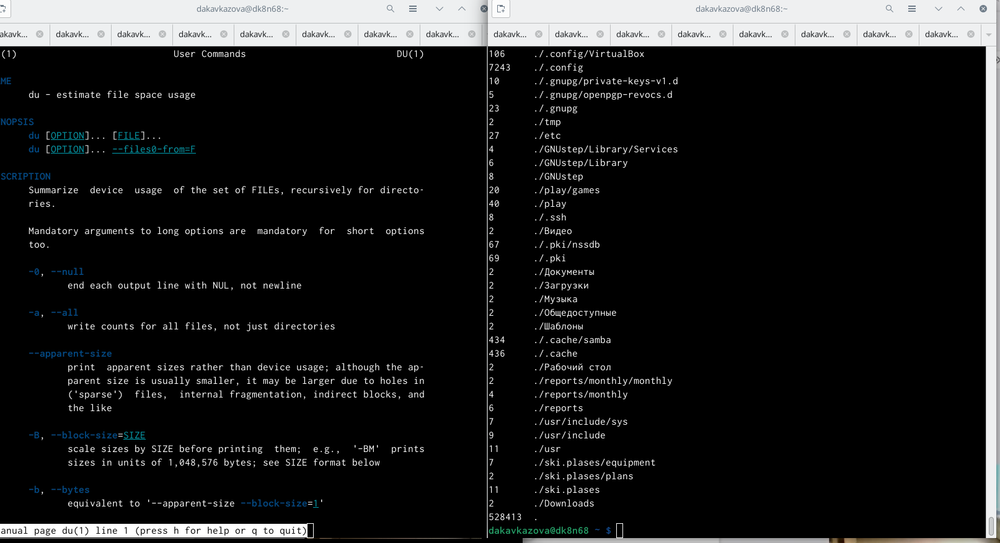 dakavkazova@dk8n68:~
akavk... dakavk... dakavk... dakavk... dakavk... dakavk... dakavk... dakavk...
(1) User Commands DU(1)
ME
du - estimate file space usage
NOPSIS
du [OPTION]... [FILE]...
du [OPTION]... --files0-from=F
SCRIPTION
Summarize device usage of the set of FILEs, recursively for directo-
ries.
Mandatory arguments to long options are mandatory for short options
too.
-0, --null
end each output line with NUL, not newline
-a, --all
write counts for all files, not just directories
--apparent-size
print apparent sizes rather than device usage; although the ap-
parent size is usually smaller, it may be larger due to holes in
('sparse') files, internal fragmentation, indirect blocks, and
the like
-B, --block-size=SIZE
scale sizes by SIZE before printing them; e.g., '-BM' prints
sizes in units of 1,048,576 bytes; see SIZE format below
-b, --bytes
equivalent to '--apparent-size --block-size=1'
anual page du(1) line 1 (press h for help or q to quit)
dakavkazova@dk8n68:~
dakavk... dakavk... dakavk... dakavk... dakavk... dakavk... dakavk... dakavk...
106 ./.config/VirtualBox
7243 ./.config
10 ./.gnupg/private-keys-v1.d
5 ./.gnupg/openpgp-revocs.d
23 ./.gnupg
2 ./tmp
27 ./etc
4 ./GNUstep/Library/Services
6 ./GNUstep/Library
8 ./GNUstep
20 ./play/games
40 ./play
8 ./.ssh
2 ./Видео
67 ./.pki/nssdb
69 ./.pki
2 ./Документы
2 ./Загрузки
2 ./Музыка
2 ./Общедоступные
2 ./Шаблоны
434 ./.cache/samba
436 ./.cache
2 ./Рабочий стол
2 ./reports/monthly/monthly
4 ./reports/monthly
6 ./reports
7 ./usr/include/sys
9 ./usr/include
11 ./usr
7 ./ski.plases/equipment
2 ./ski.plases/plans
11 ./ski.plases
2 ./Downloads
528413 .
dakavkazova@dk8n68 ~ $